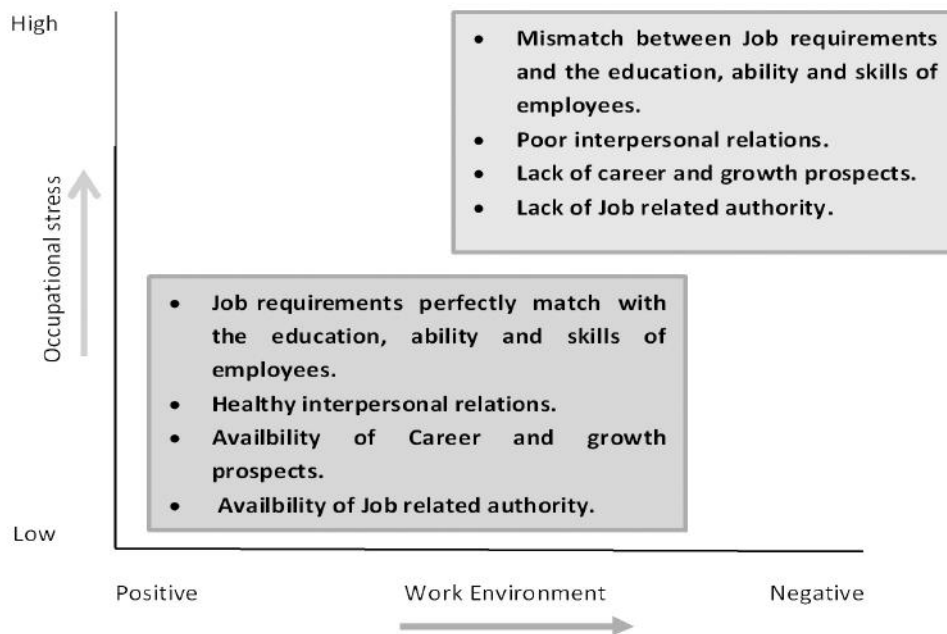 High
• Mismatch between Job requirements
and the education, ability and skills of
employees.
• Poor interpersonal relations.
• Lack of career and growth prospects.
• Lack of Job related authority.
Occupational stress
• Job requirements perfectly match with
the education, ability and skills of
employees.
• Healthy interpersonal relations.
• Availbility of Career and growth
prospects.
• Availbility of Job related authority.
Low
Positive Work Environment Negative